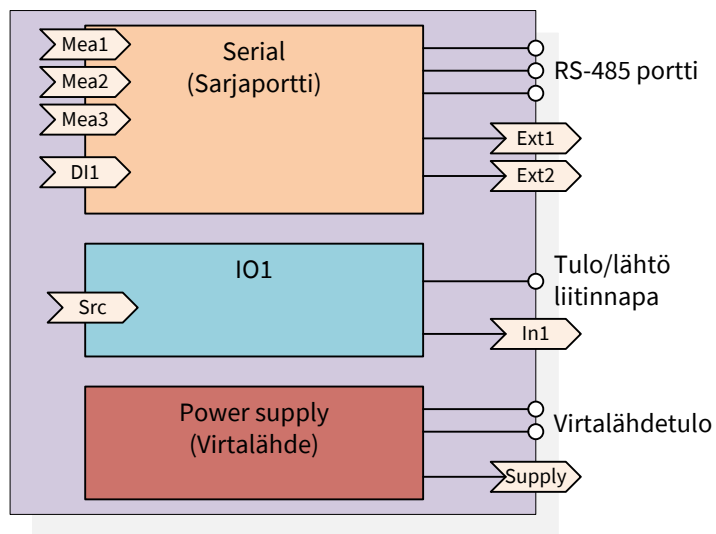 Mea1
Mea2
Mea3
DI1
Serial
(Sarjaportti)
RS-485 portti
Ext1
Ext2
IO1
Src
Tulo/lähtö
liitinnapa
In1
Power supply
(Virtalähde)
Virtalähdetulo
Supply